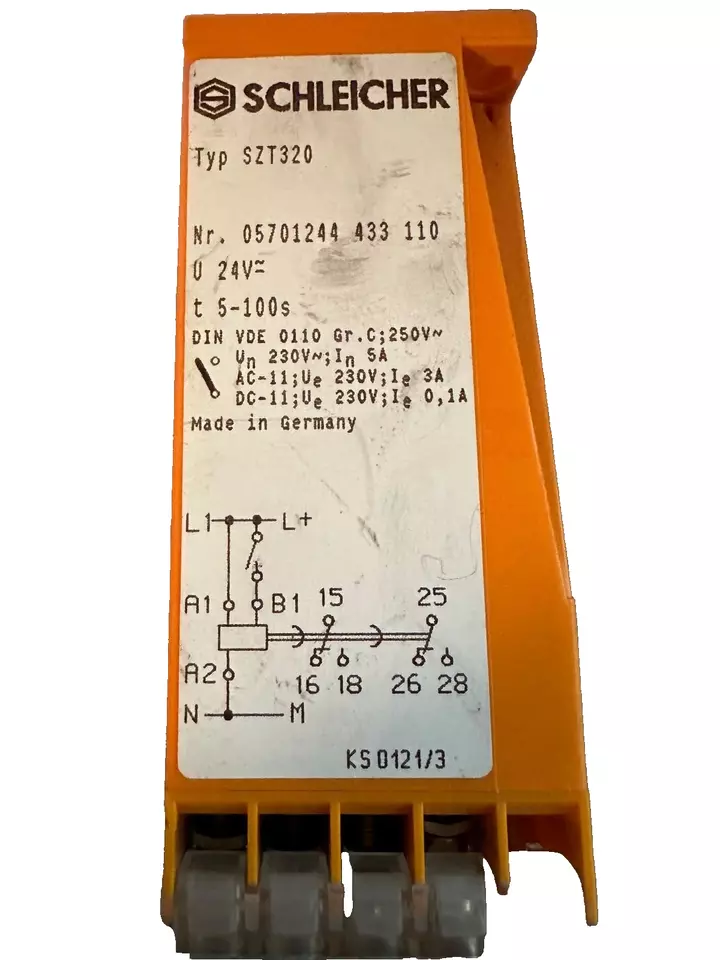 S SCHLEICHER
Typ SZT320
Nr. 05701244 433 110
U 24V≂
t 5-100s
DIN VDE 0110 Gr.C;250V~
Un 230V~;In 5A
AC-11;Ue 230V;Ie 3A
DC-11;Ue 230V;Ie 0,1A
Made in Germany
L1 L+
A1 B1 15 25
A2 16 18 26 28
N M
KS 0121/3